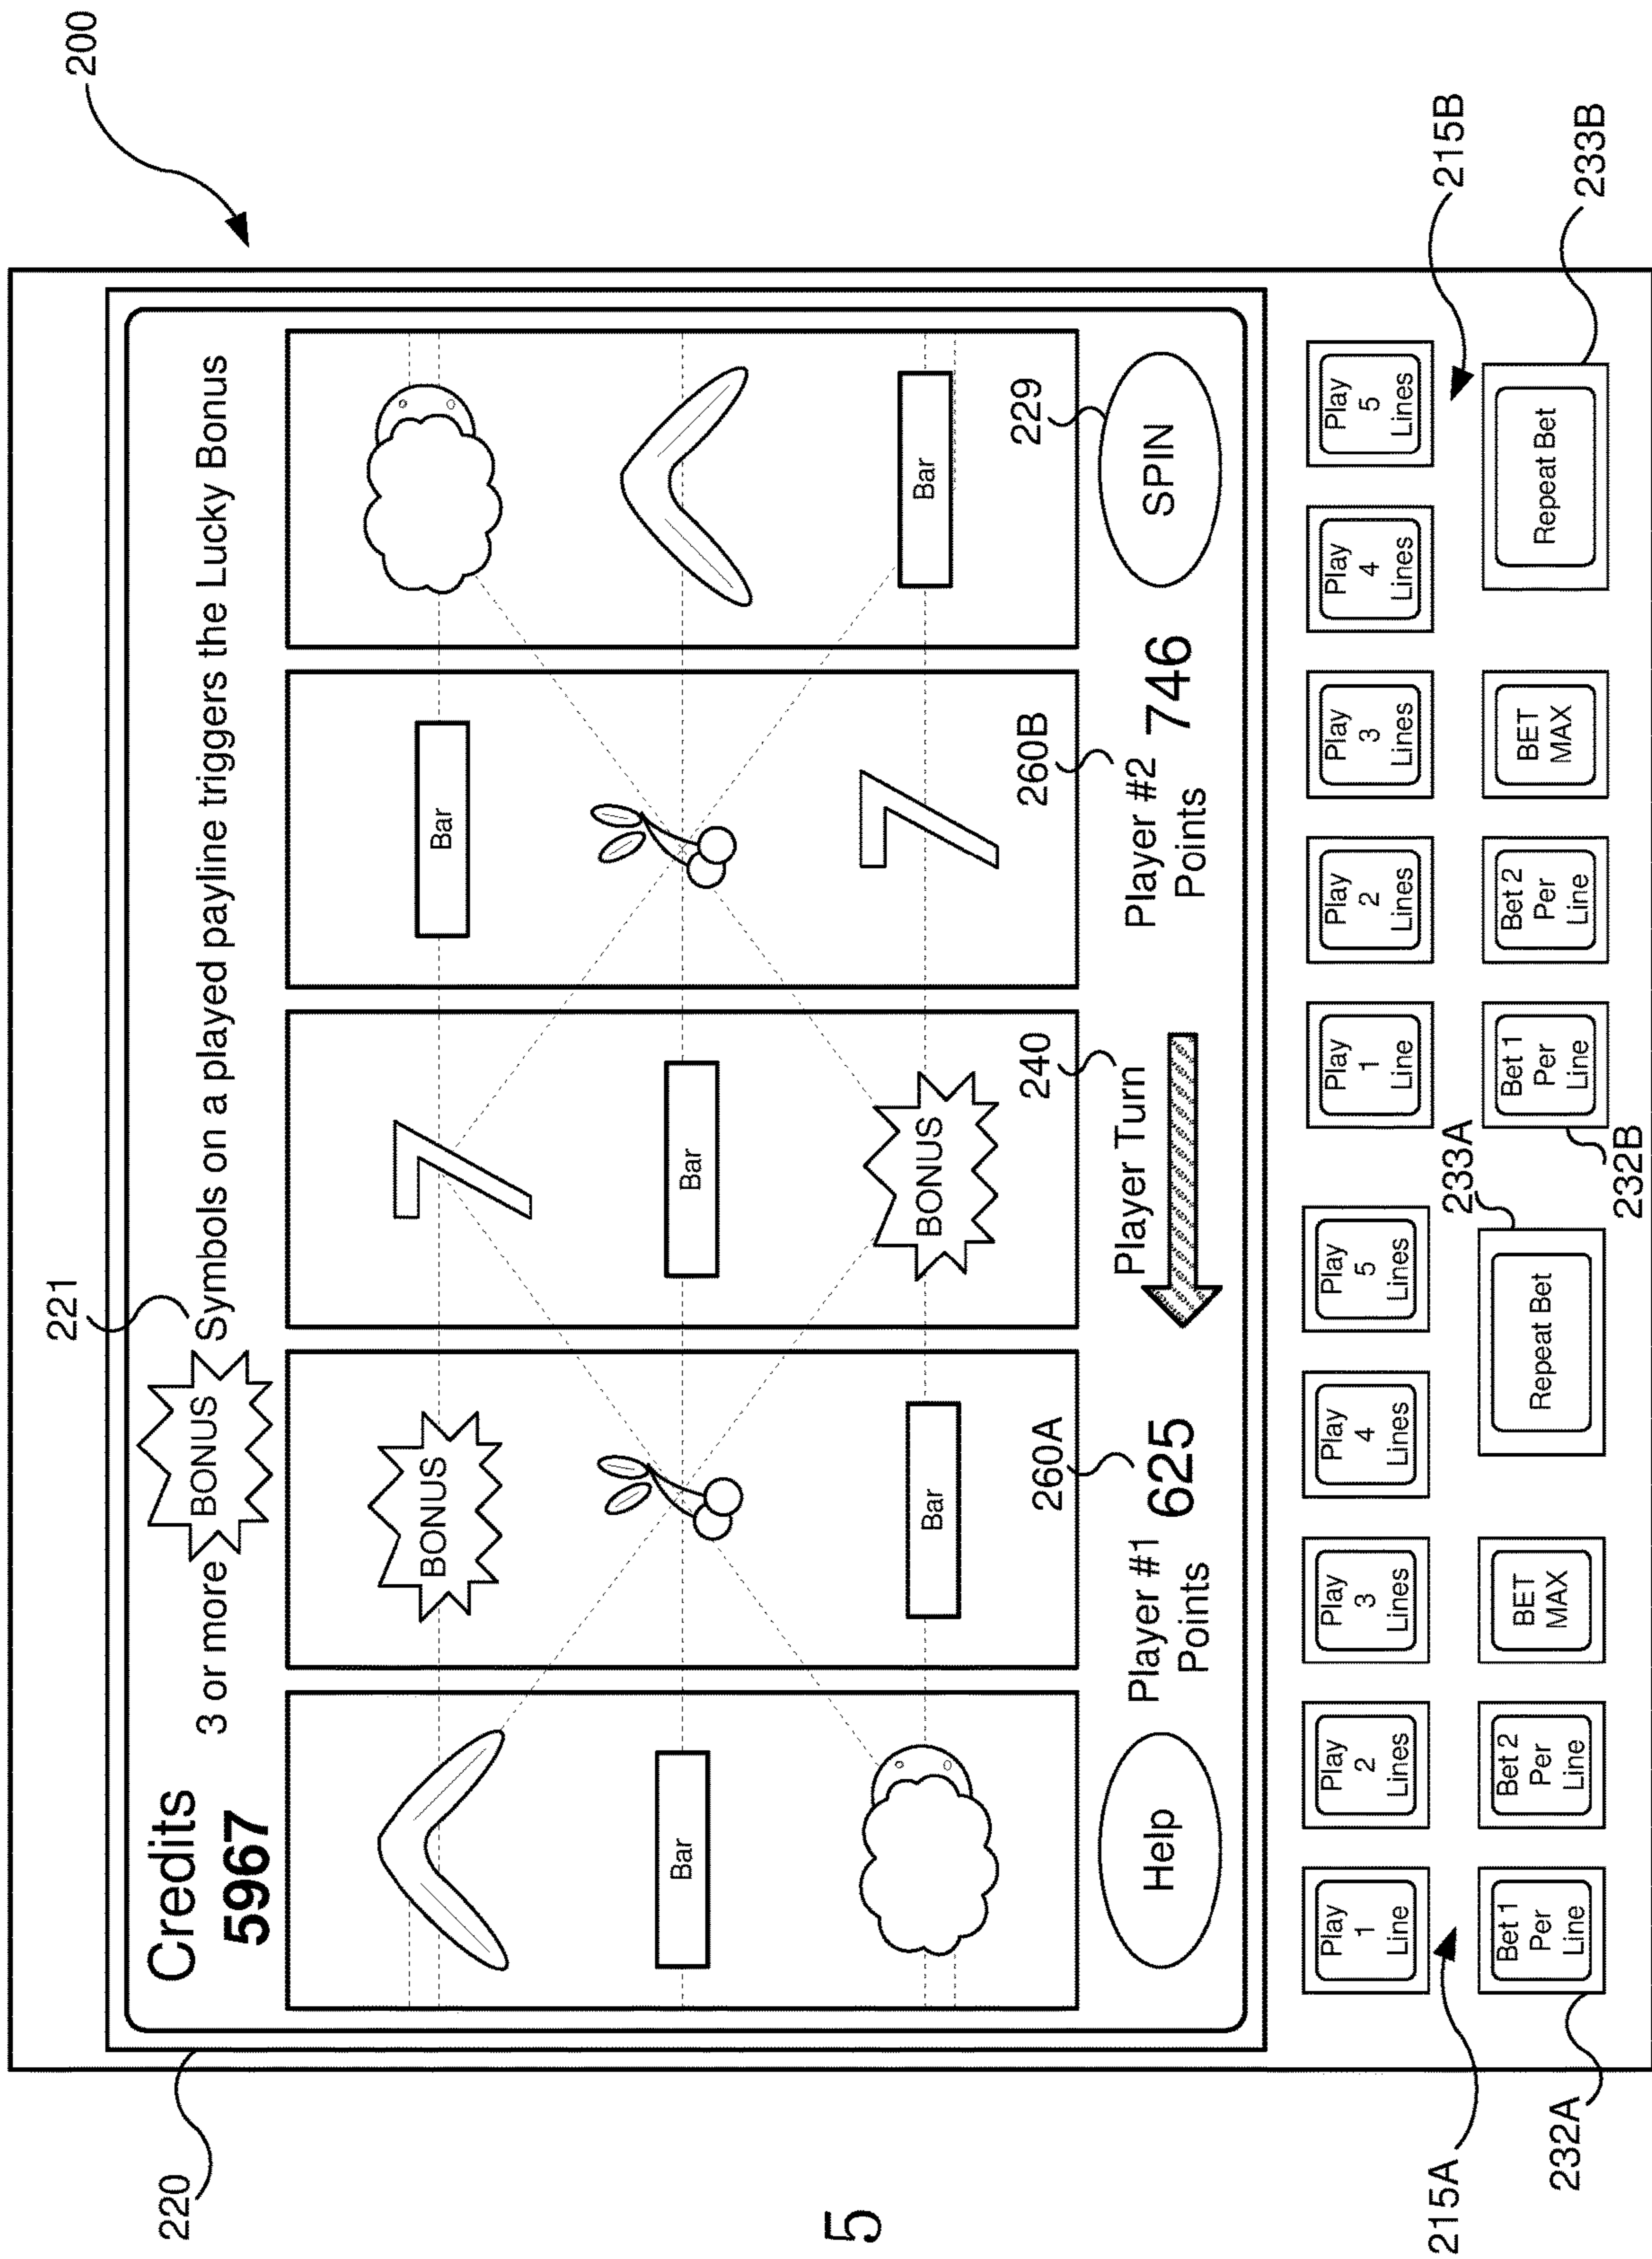 200
221
Credits
5967
3 or more BONUS Symbols on a played payline triggers the Lucky Bonus
220
BONUS
7
Bar
Bar
Bar
BONUS
Bar
7
Bar
260A
240
260B
229
Help
Player #1
Points
625
Player Turn
Player #2
Points
746
SPIN
Play
1
Line
Play
2
Lines
Play
3
Lines
Play
4
Lines
Play
5
Lines
Play
1
Line
Play
2
Lines
Play
3
Lines
Play
4
Lines
Play
5
Lines
215A
233A
215B
Bet 1
Per
Line
Bet 2
Per
Line
BET
MAX
Repeat Bet
Bet 1
Per
Line
Bet 2
Per
Line
BET
MAX
Repeat Bet
232A
232B
233B
5